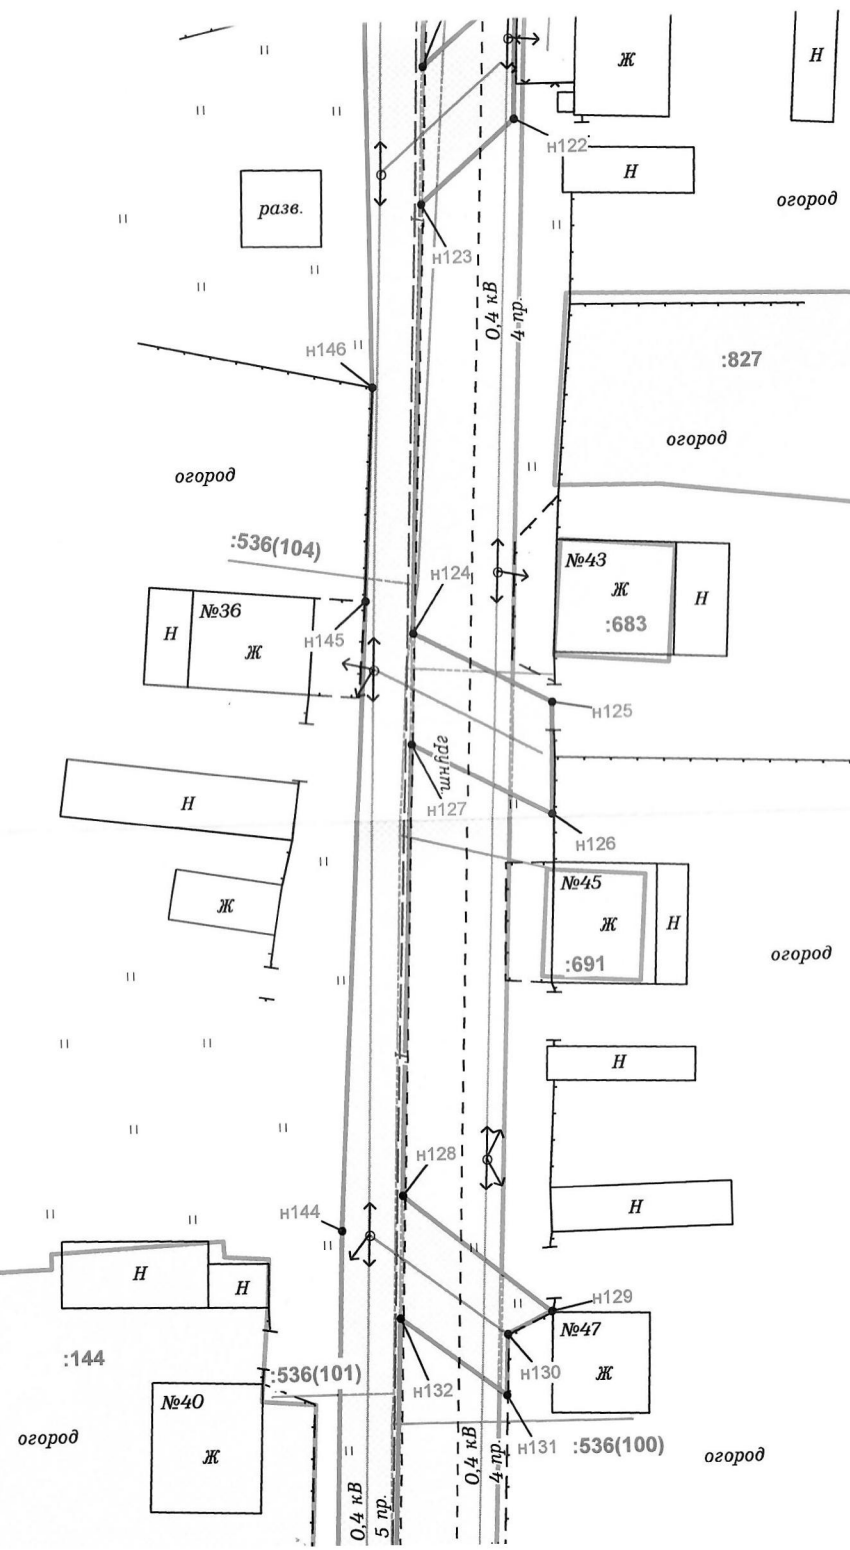 Ж
Н
н122
Н
огород
разв.
н123
0,4 кВ
4 пр.
н146
:827
огород
огород
:536(104)
н124
№43
Ж
Н
:683
Н
№36
Ж
н145
н125
грунт.
Н
н127
н126
№45
Ж
Н
:691
Ж
огород
Н
н128
Н
н144
Н
Н
н129
№47
Ж
:144
:536(101)
н130
н132
№40
Ж
огород
н131
:536(100)
огород
0,4 кВ
5 пр.
0,4 кВ
4 пр.